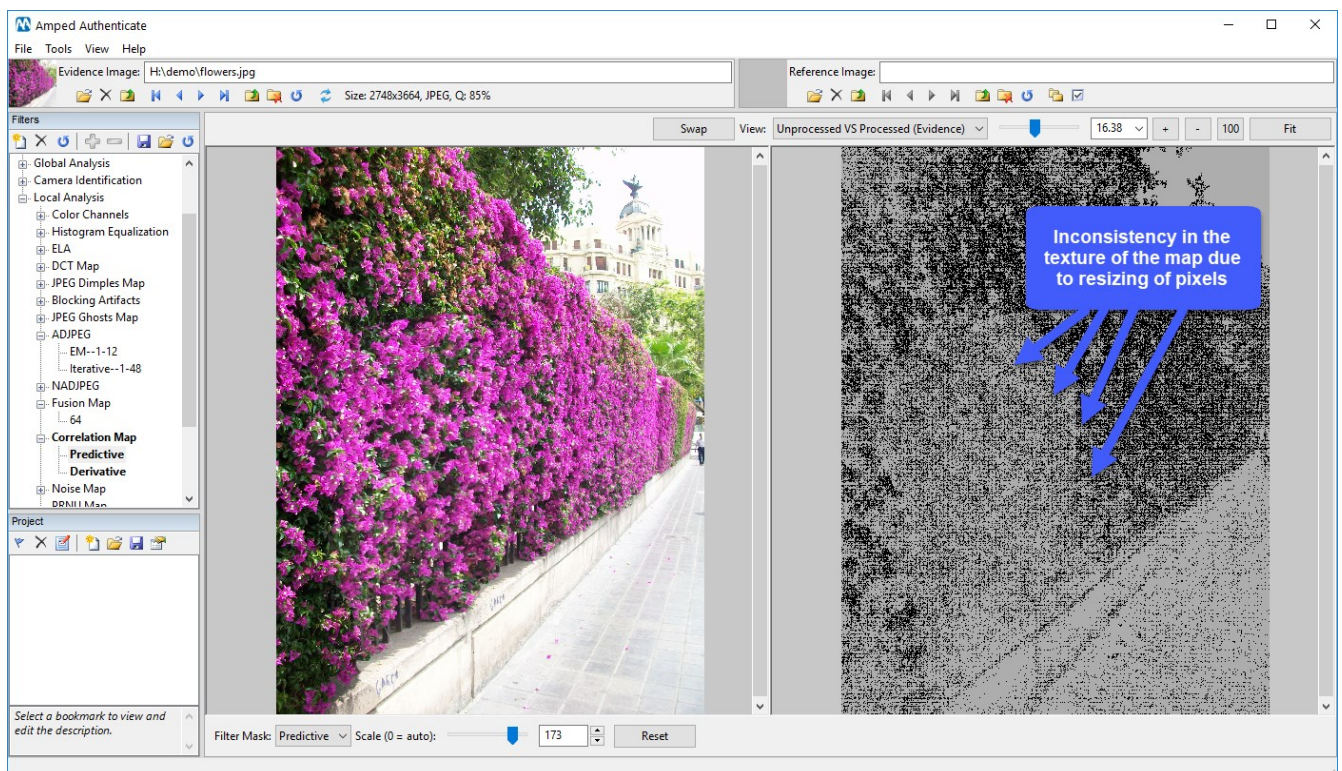 Amped Authenticate
File Tools View Help
Evidence Image: H:\demo\flowers.jpg
Reference Image:
Size: 2748x3664, JPEG, Q: 85%
Filters
Swap View: Unprocessed VS Processed (Evidence) 16.38 + - 100 Fit
Global Analysis
Camera Identification
Local Analysis
Color Channels
Histogram Equalization
ELA
DCT Map
JPEG Dimples Map
Blocking Artifacts
JPEG Ghosts Map
ADJPEG
EM--1-12
Iterative--1-48
NADJPEG
Fusion Map
64
Correlation Map
Predictive
Derivative
Noise Map
PRNU Map
Inconsistency in the
texture of the map due
to resizing of pixels
Project
Select a bookmark to view and
edit the description.
Filter Mask: Predictive Scale (0 = auto): 173 Reset